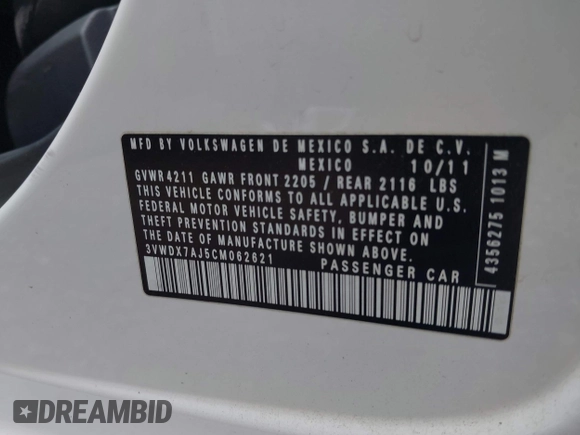 MFD BY VOLKSWAGEN DE MEXICO S.A. DE C.V.
MEXICO 10/11
GVWR 4211 GAWR FRONT 2205 / REAR 2116 LBS
THIS VEHICLE CONFORMS TO ALL APPLICABLE U.S.
FEDERAL MOTOR VEHICLE SAFETY, BUMPER AND
THEFT PREVENTION STANDARDS IN EFFECT ON
THE DATE OF MANUFACTURE SHOWN ABOVE.
3VWDX7AJ5CM062621 PASSENGER CAR
4356275 1013 M
DREAMBID